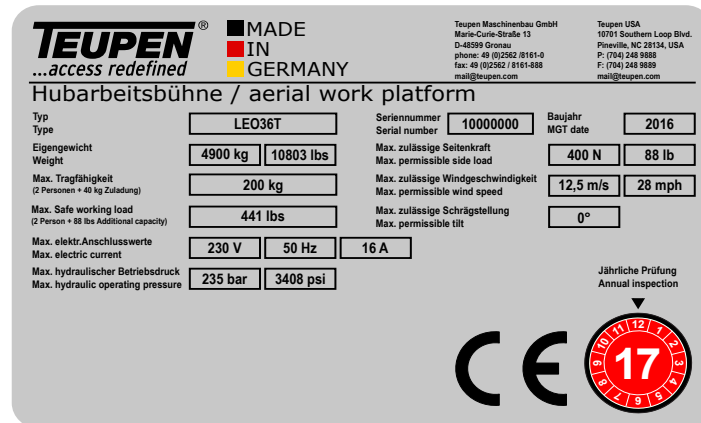 TEUPEN®
...access redefined
MADE
IN
GERMANY
Teupen Maschinenbau GmbH
Marie-Curie-Straße 13
D-48599 Gronau
phone: 49 (0)2562 /8161-0
fax: 49 (0)2562 / 8161-888
mail@teupen.com
Teupen USA
10701 Southern Loop Blvd.
Pineville, NC 28134, USA
P: (704) 248 9888
F: (704) 248 9889
mail@teupen.com
Hubarbeitsbühne / aerial work platform
Typ
Type
LEO36T
Seriennummer
Serial number
10000000
Baujahr
MGT date
2016
Eigengewicht
Weight
4900 kg
10803 lbs
Max. zulässige Seitenkraft
Max. permissible side load
400 N
88 lb
Max. Tragfähigkeit
(2 Personen + 40 kg Zuladung)
200 kg
Max. zulässige Windgeschwindigkeit
Max. permissible wind speed
12,5 m/s
28 mph
Max. Safe working load
(2 Person + 88 lbs Additional capacity)
441 lbs
Max. zulässige Schrägstellung
Max. permissible tilt
0°
Max. elektr.Anschlusswerte
Max. electric current
230 V
50 Hz
16 A
Max. hydraulischer Betriebsdruck
Max. hydraulic operating pressure
235 bar
3408 psi
Jährliche Prüfung
Annual inspection
CE
12 1 2 3 4 5 6 7 8 9 10 11
17